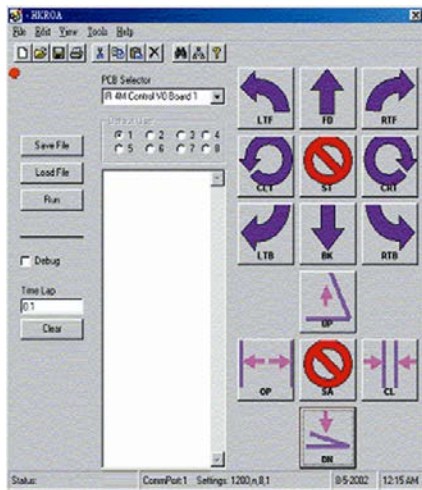 - HKROA
File Edit View Tools Help
PCB Selector
IR 4M Control V0 Board 1
1 2 3 4
5 6 7 8
Save File
Load File
Run
Debug
Time Lap
0.1
Clear
LTF FD RTF
CCT ST CRT
LTB BK RTB
UP
OP SA CL
DN
Status: CommPort:1 Settings: 1200,n,8,1 8-5-2002 12:15 AM